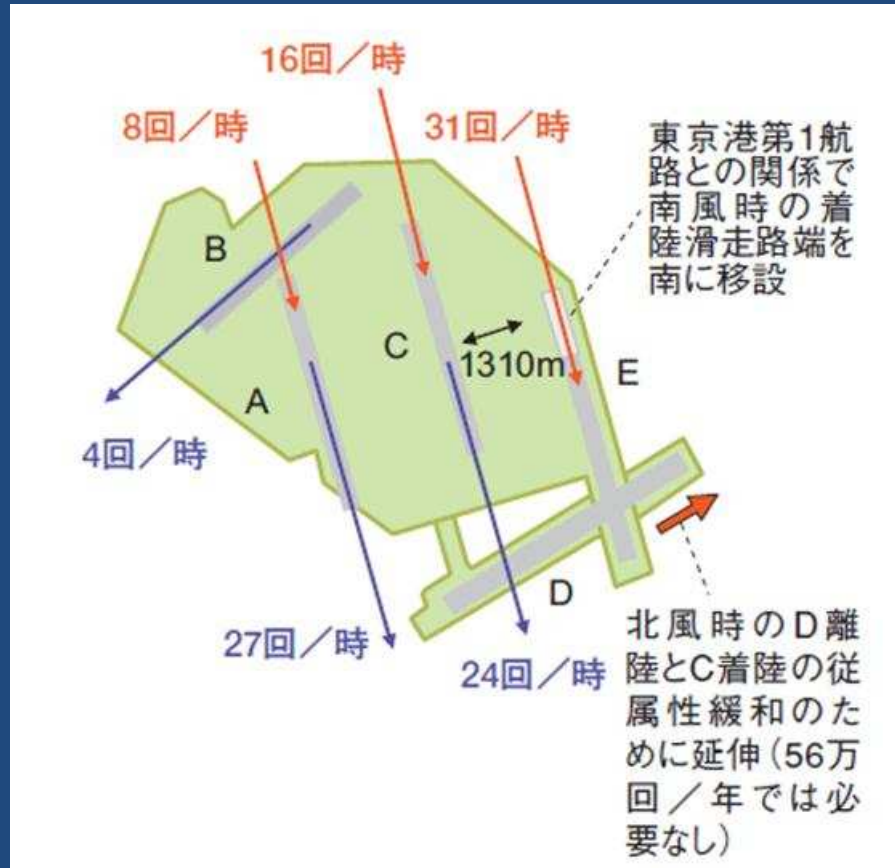 16回／時
8回／時
31回／時
東京港第1航
路との関係で
南風時の着
陸滑走路端を
南に移設
B
C
1310m
E
A
4回／時
D
27回／時
24回／時
北風時のD離
陸とC着陸の従
属性緩和のた
めに延伸（56万
回／年では必
要なし）